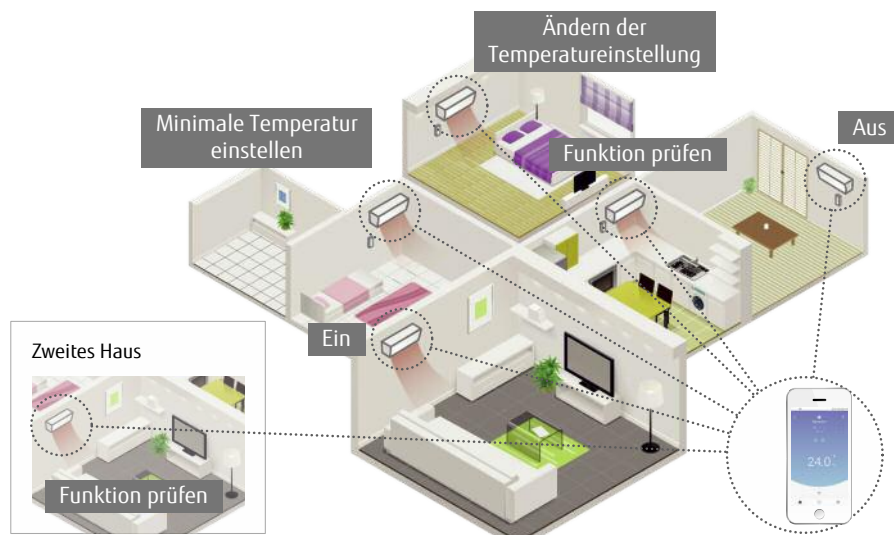 Ändern der
Temperatureinstellung
Minimale Temperatur
einstellen
Funktion prüfen
Aus
Ein
Zweites Haus
Funktion prüfen
24.0